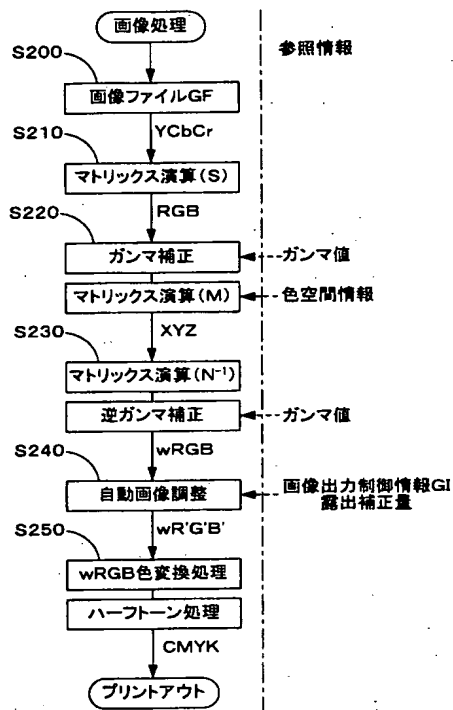 画像処理
参照情報
S200
画像ファイルGF
YCbCr
S210
マトリックス演算(S)
RGB
S220
ガンマ補正
ガンマ値
マトリックス演算(M)
色空間情報
XYZ
S230
マトリックス演算(N⁻¹)
逆ガンマ補正
ガンマ値
wRGB
S240
自動画像調整
画像出力制御情報GI
露出補正量
wR'G'B'
S250
wRGB色変換処理
ハーフトーン処理
CMYK
プリントアウト